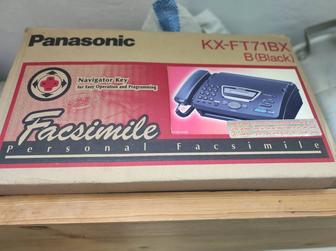 Panasonic
KX-FT71BX
B(Black)
Navigator Key
for Easy Operation and Programming
Facsimile
Personal Facsimile